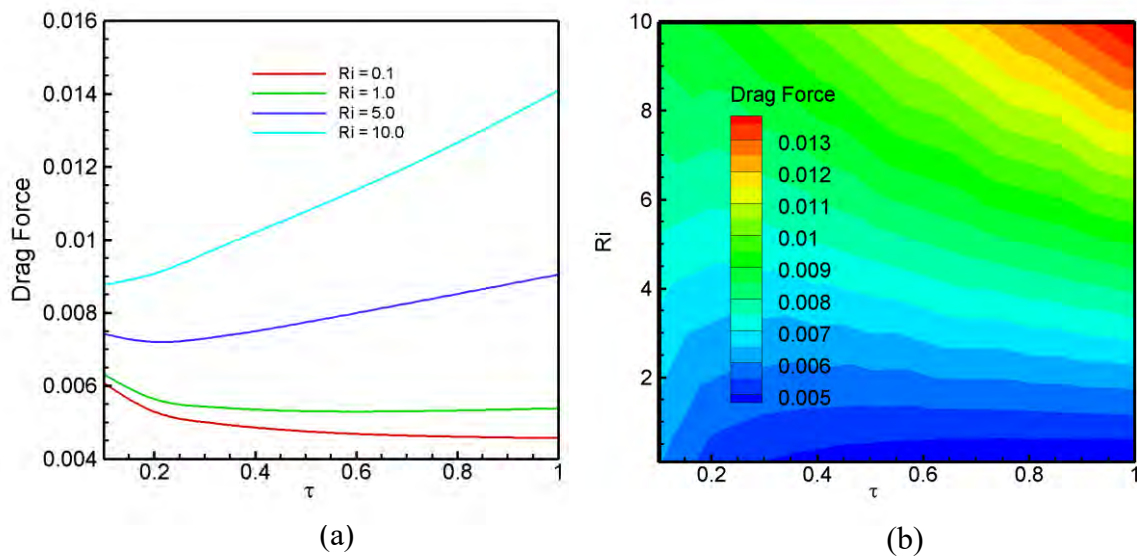 0.016
0.014
0.012
0.01
0.008
0.006
0.004
Drag Force
Ri = 0.1
Ri = 1.0
Ri = 5.0
Ri = 10.0
0.2 0.4 0.6 0.8 1
τ
(a)
10
8
6
4
2
Ri
Drag Force
0.013
0.012
0.011
0.01
0.009
0.008
0.007
0.006
0.005
0.2 0.4 0.6 0.8 1
τ
(b)